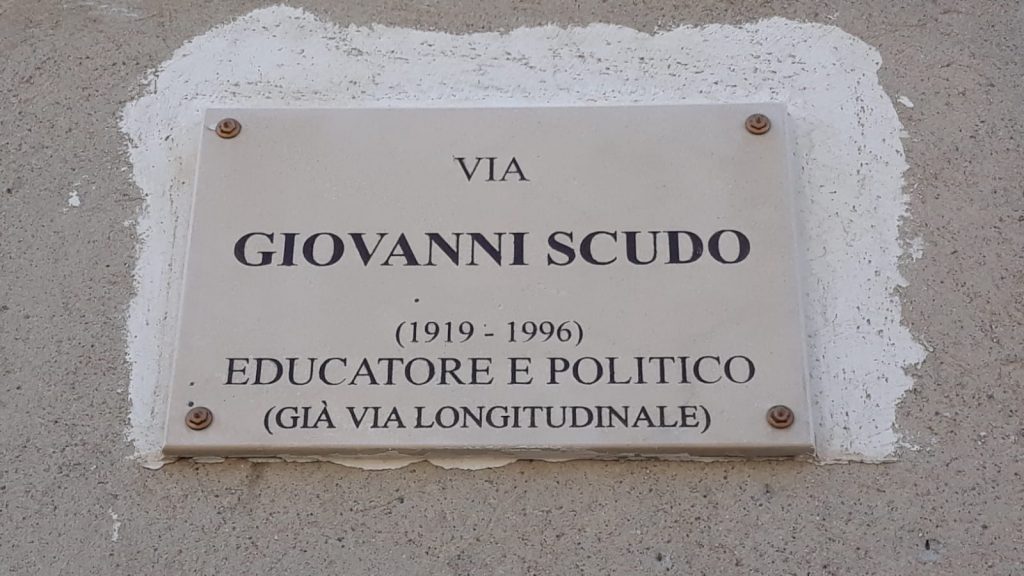 VIA
GIOVANNI SCUDO
(1919 - 1996)
EDUCATORE E POLITICO
(GIÀ VIA LONGITUDINALE)